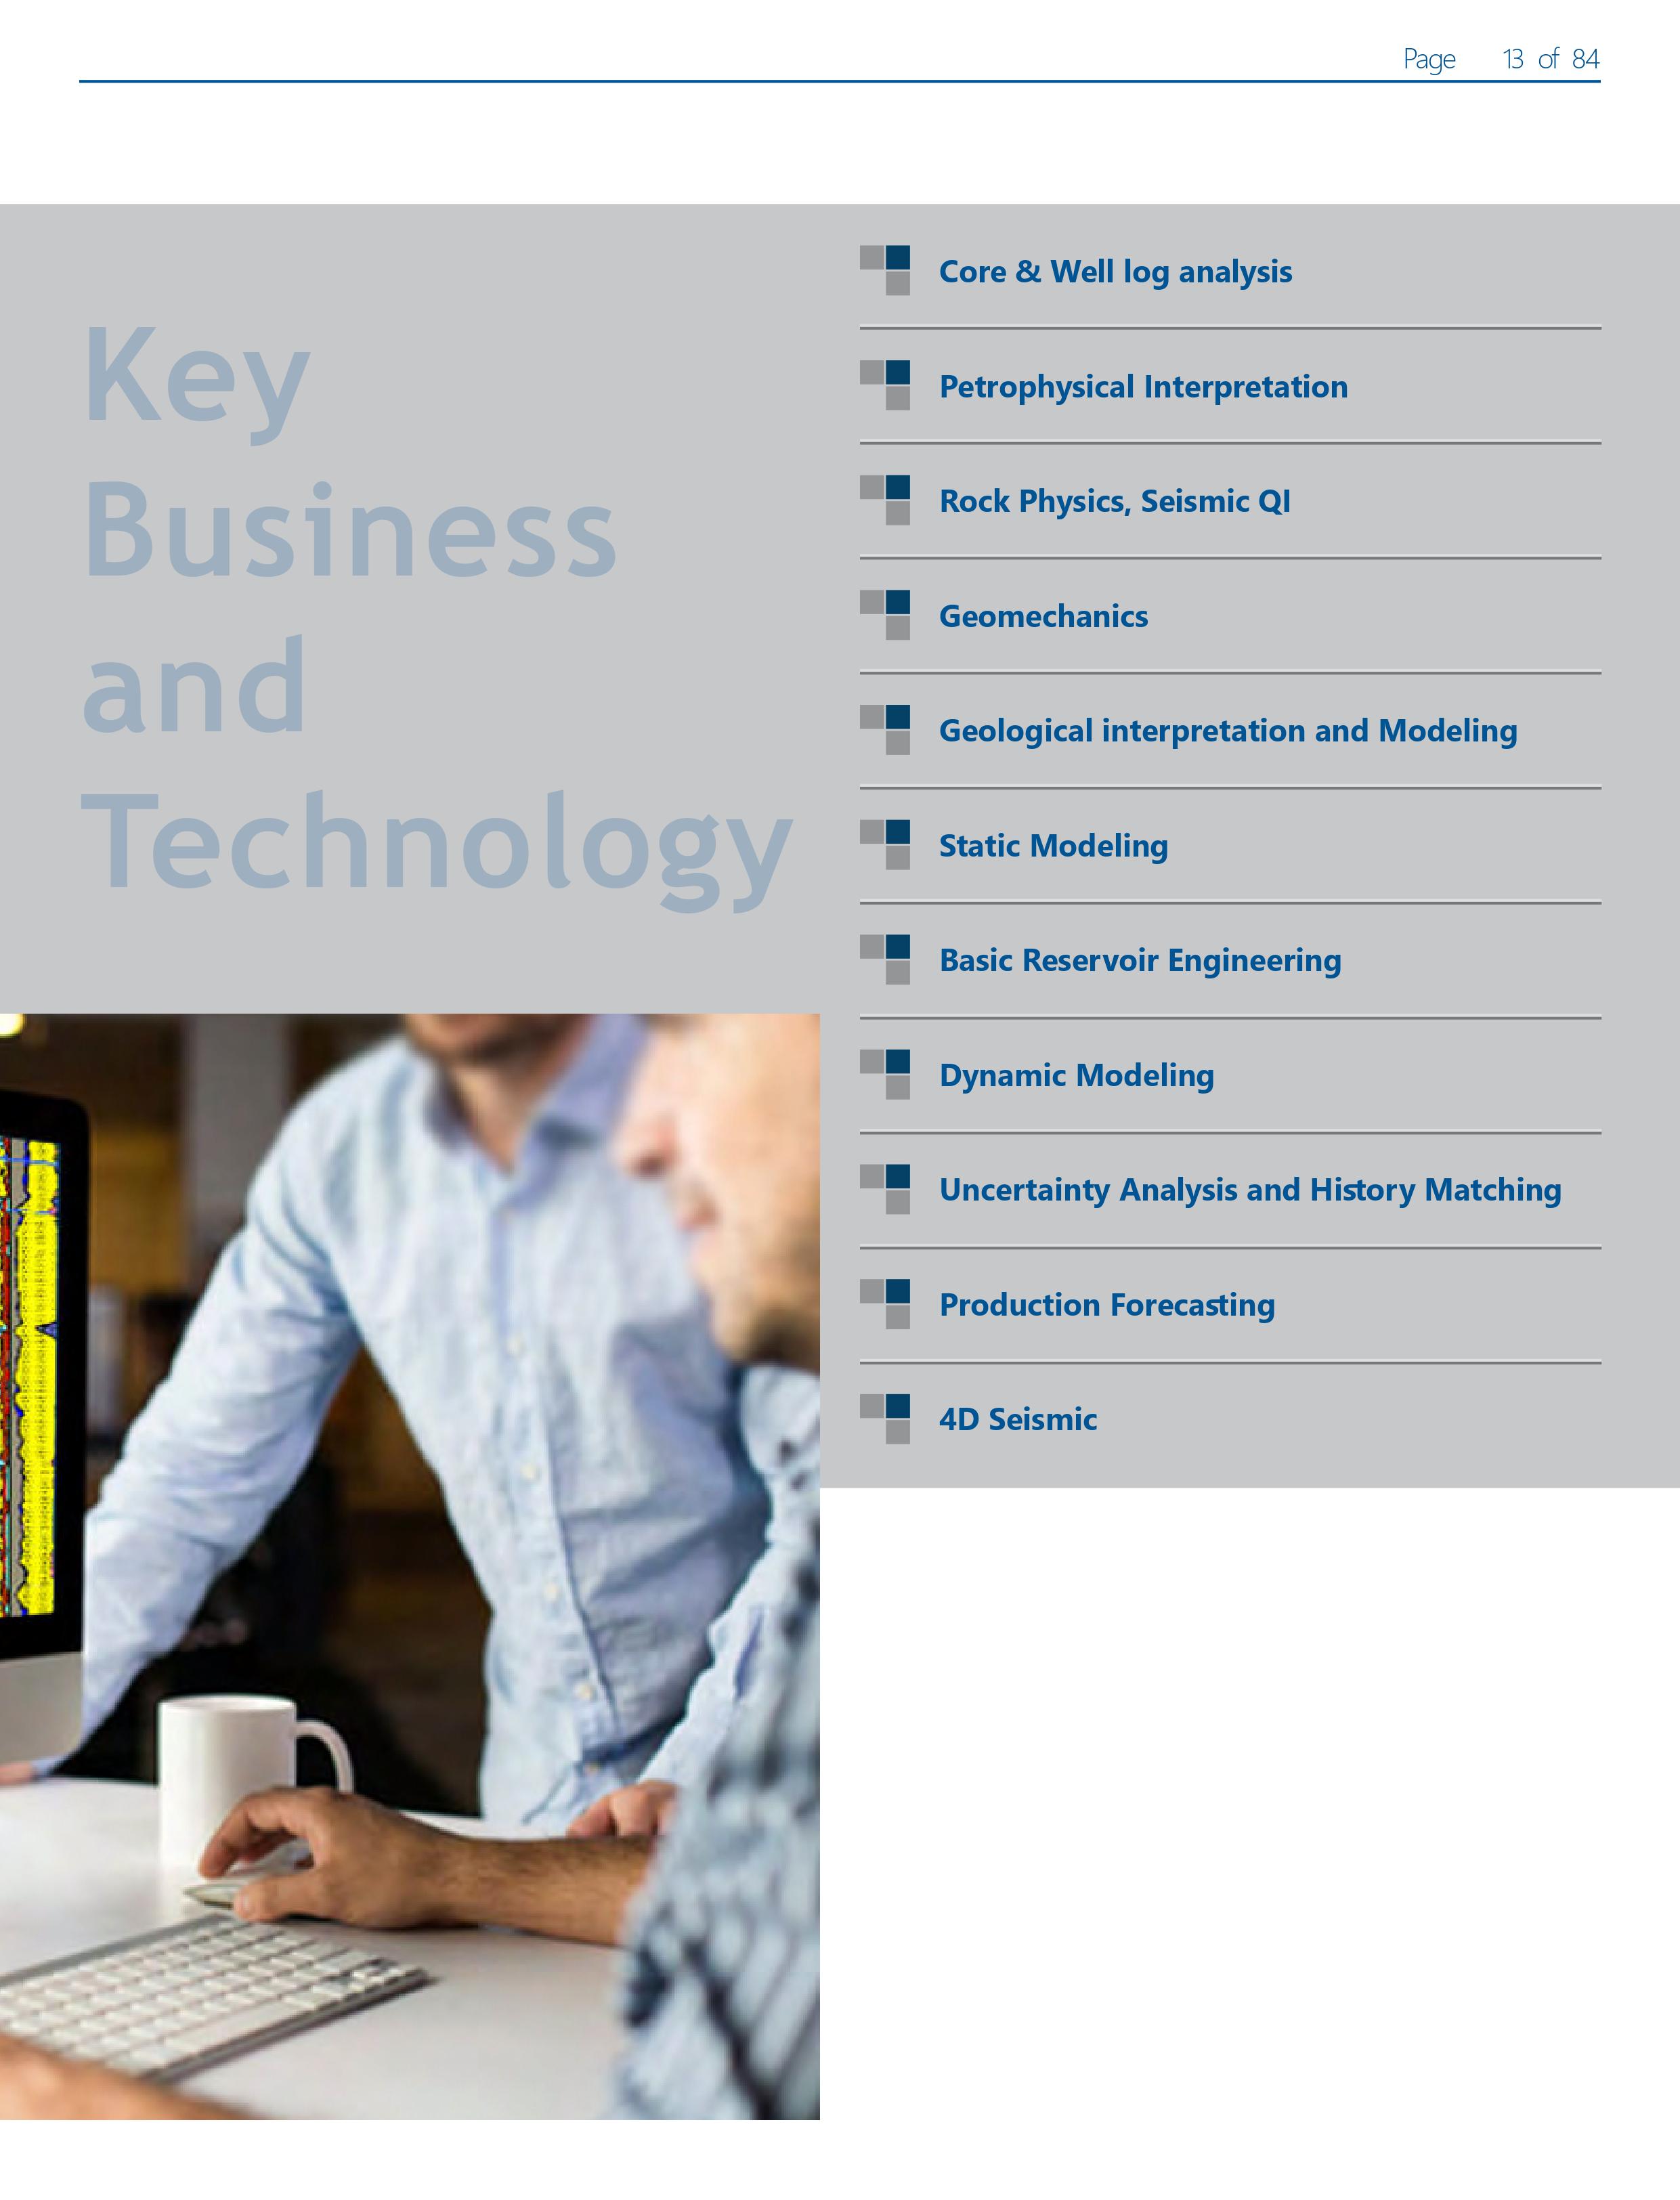 Page 13 of 84
Key
Business
and
Technology
Core & Well log analysis
Petrophysical Interpretation
Rock Physics, Seismic QI
Geomechanics
Geological interpretation and Modeling
Static Modeling
Basic Reservoir Engineering
Dynamic Modeling
Uncertainty Analysis and History Matching
Production Forecasting
4D Seismic